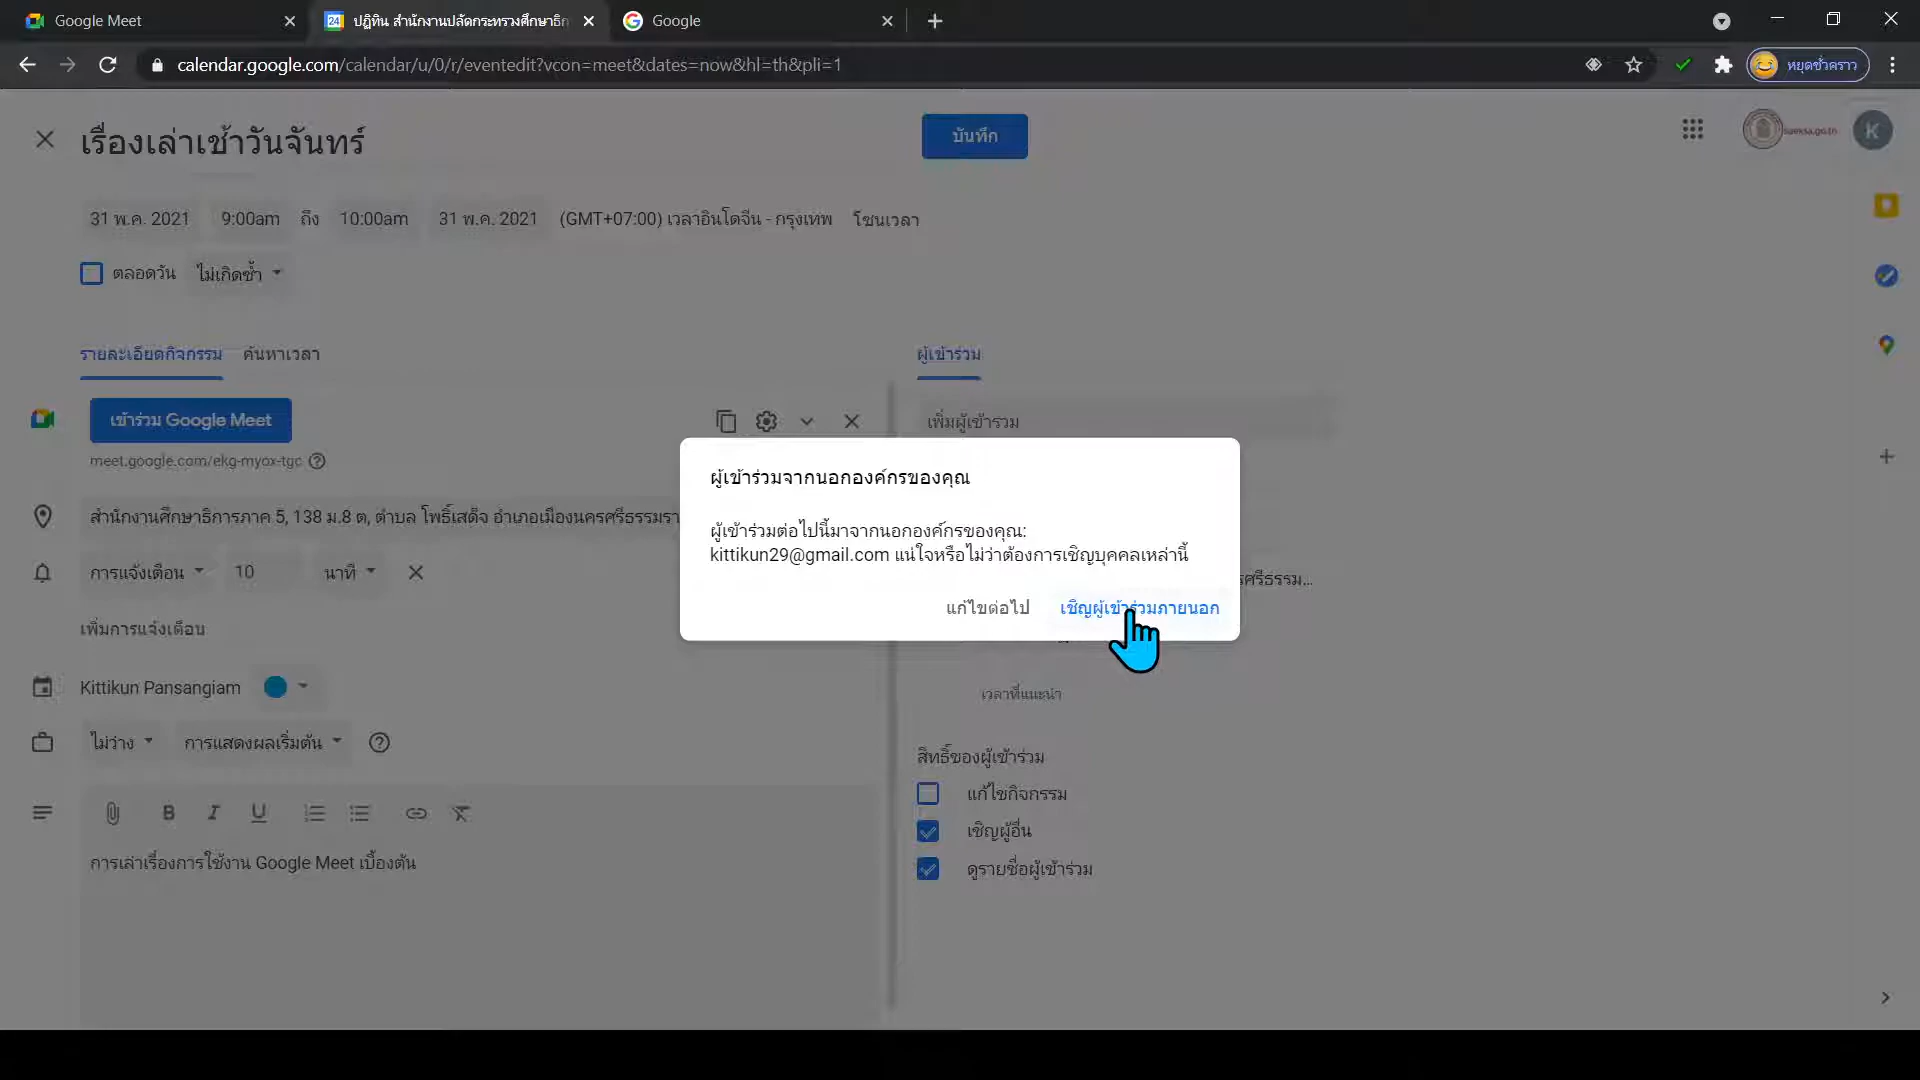 Google Meet
24 ปฏิทิน สำนักงานปลัดกระทรวงศึกษาธิก
Google
calendar.google.com/calendar/u/0/r/eventedit?vcon=meet&dates=now&hl=th&pli=1
หยุดชั่วคราว
เรื่องเล่าเช้าวันจันทร์
บันทึก
K
31 พ.ค. 2021 9:00am ถึง 10:00am 31 พ.ค. 2021 (GMT+07:00) เวลาอินโดจีน - กรุงเทพ โซนเวลา
ตลอดวัน ไม่เกิดซ้ำ
รายละเอียดกิจกรรม ค้นหาเวลา
ผู้เข้าร่วม
เข้าร่วม Google Meet
เพิ่มผู้เข้าร่วม
meet.google.com/ekg-myox-tgc
ผู้เข้าร่วมจากนอกองค์กรของคุณ
ผู้เข้าร่วมต่อไปนี้มาจากนอกองค์กรของคุณ:
kittikun29@gmail.com แน่ใจหรือไม่ว่าต้องการเชิญบุคคลเหล่านี้
แก้ไขต่อไป เชิญผู้เข้าร่วมภายนอก
สำนักงานศึกษาธิการภาค 5, 138 ม.8 ต, ตำบล โพธิ์เสด็จ อำเภอเมืองนครศรีธรรมรา
การแจ้งเตือน 10 นาที
รศรีธรรม...
เพิ่มการแจ้งเตือน
Kittikun Pansangiam
เวลาที่แนะนำ
ไม่ว่าง การแสดงผลเริ่มต้น
สิทธิ์ของผู้เข้าร่วม
แก้ไขกิจกรรม
เชิญผู้อื่น
ดูรายชื่อผู้เข้าร่วม
B I U
การเล่าเรื่องการใช้งาน Google Meet เบื้องต้น